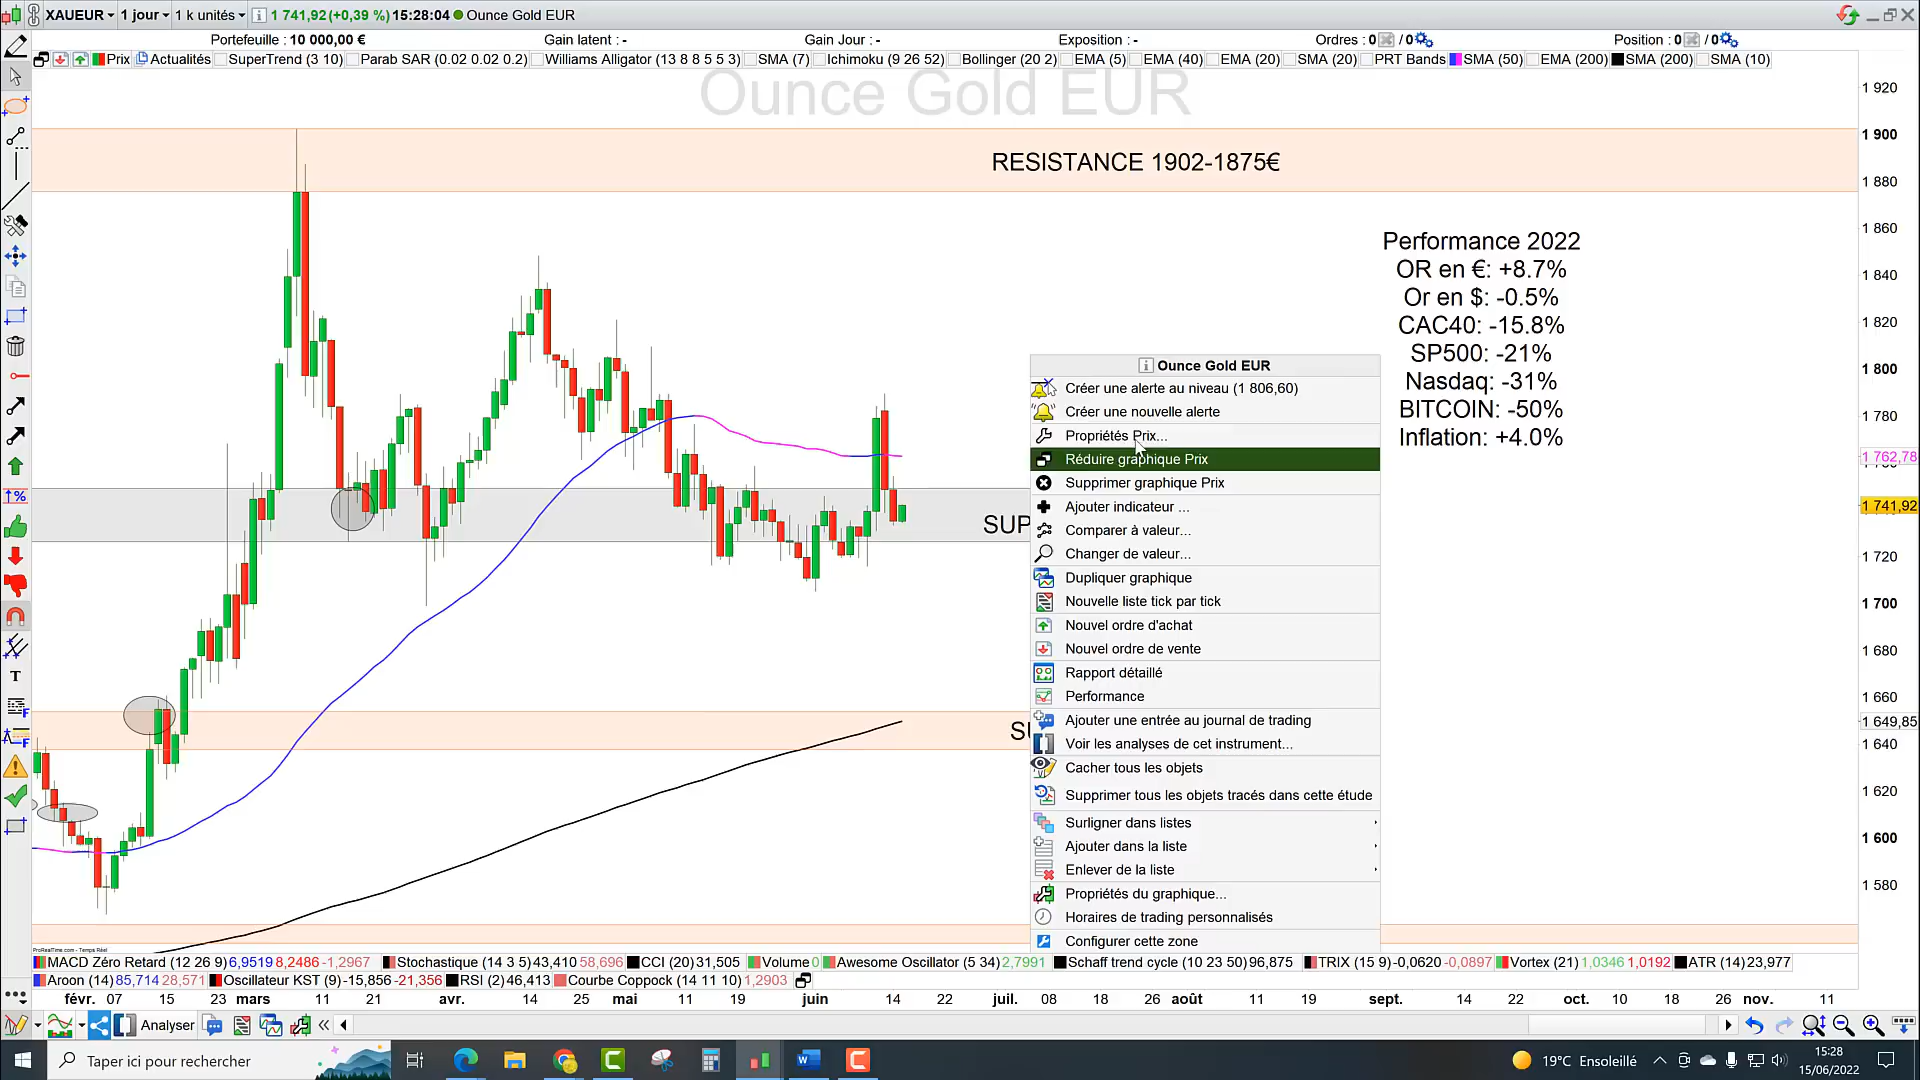 XAUEUR 1 jour 1 k unités 1 741,92 (+0,39 %) 15:28:04 Ounce Gold EUR
Portefeuille : 10 000,00 € Gain latent : - Gain Jour : - Exposition : - Ordres : 0 / 0 Position : 0 / 0
Prix Actualités SuperTrend (3 10) Parab SAR (0.02 0.02 0.2) Williams Alligator (13 8 8 5 5 3) SMA (7) Ichimoku (9 26 52) Bollinger (20 2) EMA (5) EMA (40) EMA (20) SMA (20) PRT Bands SMA (50) EMA (200) SMA (200) SMA (10)
Ounce Gold EUR
1 920
1 900
RESISTANCE 1902-1875€
1 880
1 860
Performance 2022
OR en €: +8.7%
Or en $: -0.5%
CAC40: -15.8%
SP500: -21%
Nasdaq: -31%
BITCOIN: -50%
Inflation: +4.0%
1 840
1 820
1 800
1 780
1 762,78
1 741,92
1 720
1 700
1 680
1 660
1 649,85
1 640
1 620
1 600
1 580
SUP
SU
Ounce Gold EUR
Créer une alerte au niveau (1 806,60)
Créer une nouvelle alerte
Propriétés Prix...
Réduire graphique Prix
Supprimer graphique Prix
Ajouter indicateur ...
Comparer à valeur...
Changer de valeur...
Dupliquer graphique
Nouvelle liste tick par tick
Nouvel ordre d'achat
Nouvel ordre de vente
Rapport détaillé
Performance
Ajouter une entrée au journal de trading
Voir les analyses de cet instrument...
Cacher tous les objets
Supprimer tous les objets tracés dans cette étude
Surligner dans listes
Ajouter dans la liste
Enlever de la liste
Propriétés du graphique...
Horaires de trading personnalisés
Configurer cette zone
ProRealTime.com - Temps Réel
MACD Zéro Retard (12 26 9) 6,9519 8,2486 -1,2967 Stochastique (14 3 5) 43,410 58,696 CCI (20) 31,505 Volume 0 Awesome Oscillator (5 34) 2,7991 Schaff trend cycle (10 23 50) 96,875 TRIX (15 9) -0,0620 -0,0897 Vortex (21) 1,0346 1,0192 ATR (14) 23,977
Aroon (14) 85,714 28,571 Oscillateur KST (9) -15,856 -21,356 RSI (2) 46,413 Courbe Coppock (14 11 10) 1,2903
févr. 07 15 23 mars 11 21 avr. 14 25 mai 11 19 juin 14 22 juil. 08 18 26 août 11 19 sept. 14 22 oct. 10 18 26 nov. 11
Analyser
Taper ici pour rechercher 19°C Ensoleillé 15:28
15/06/2022